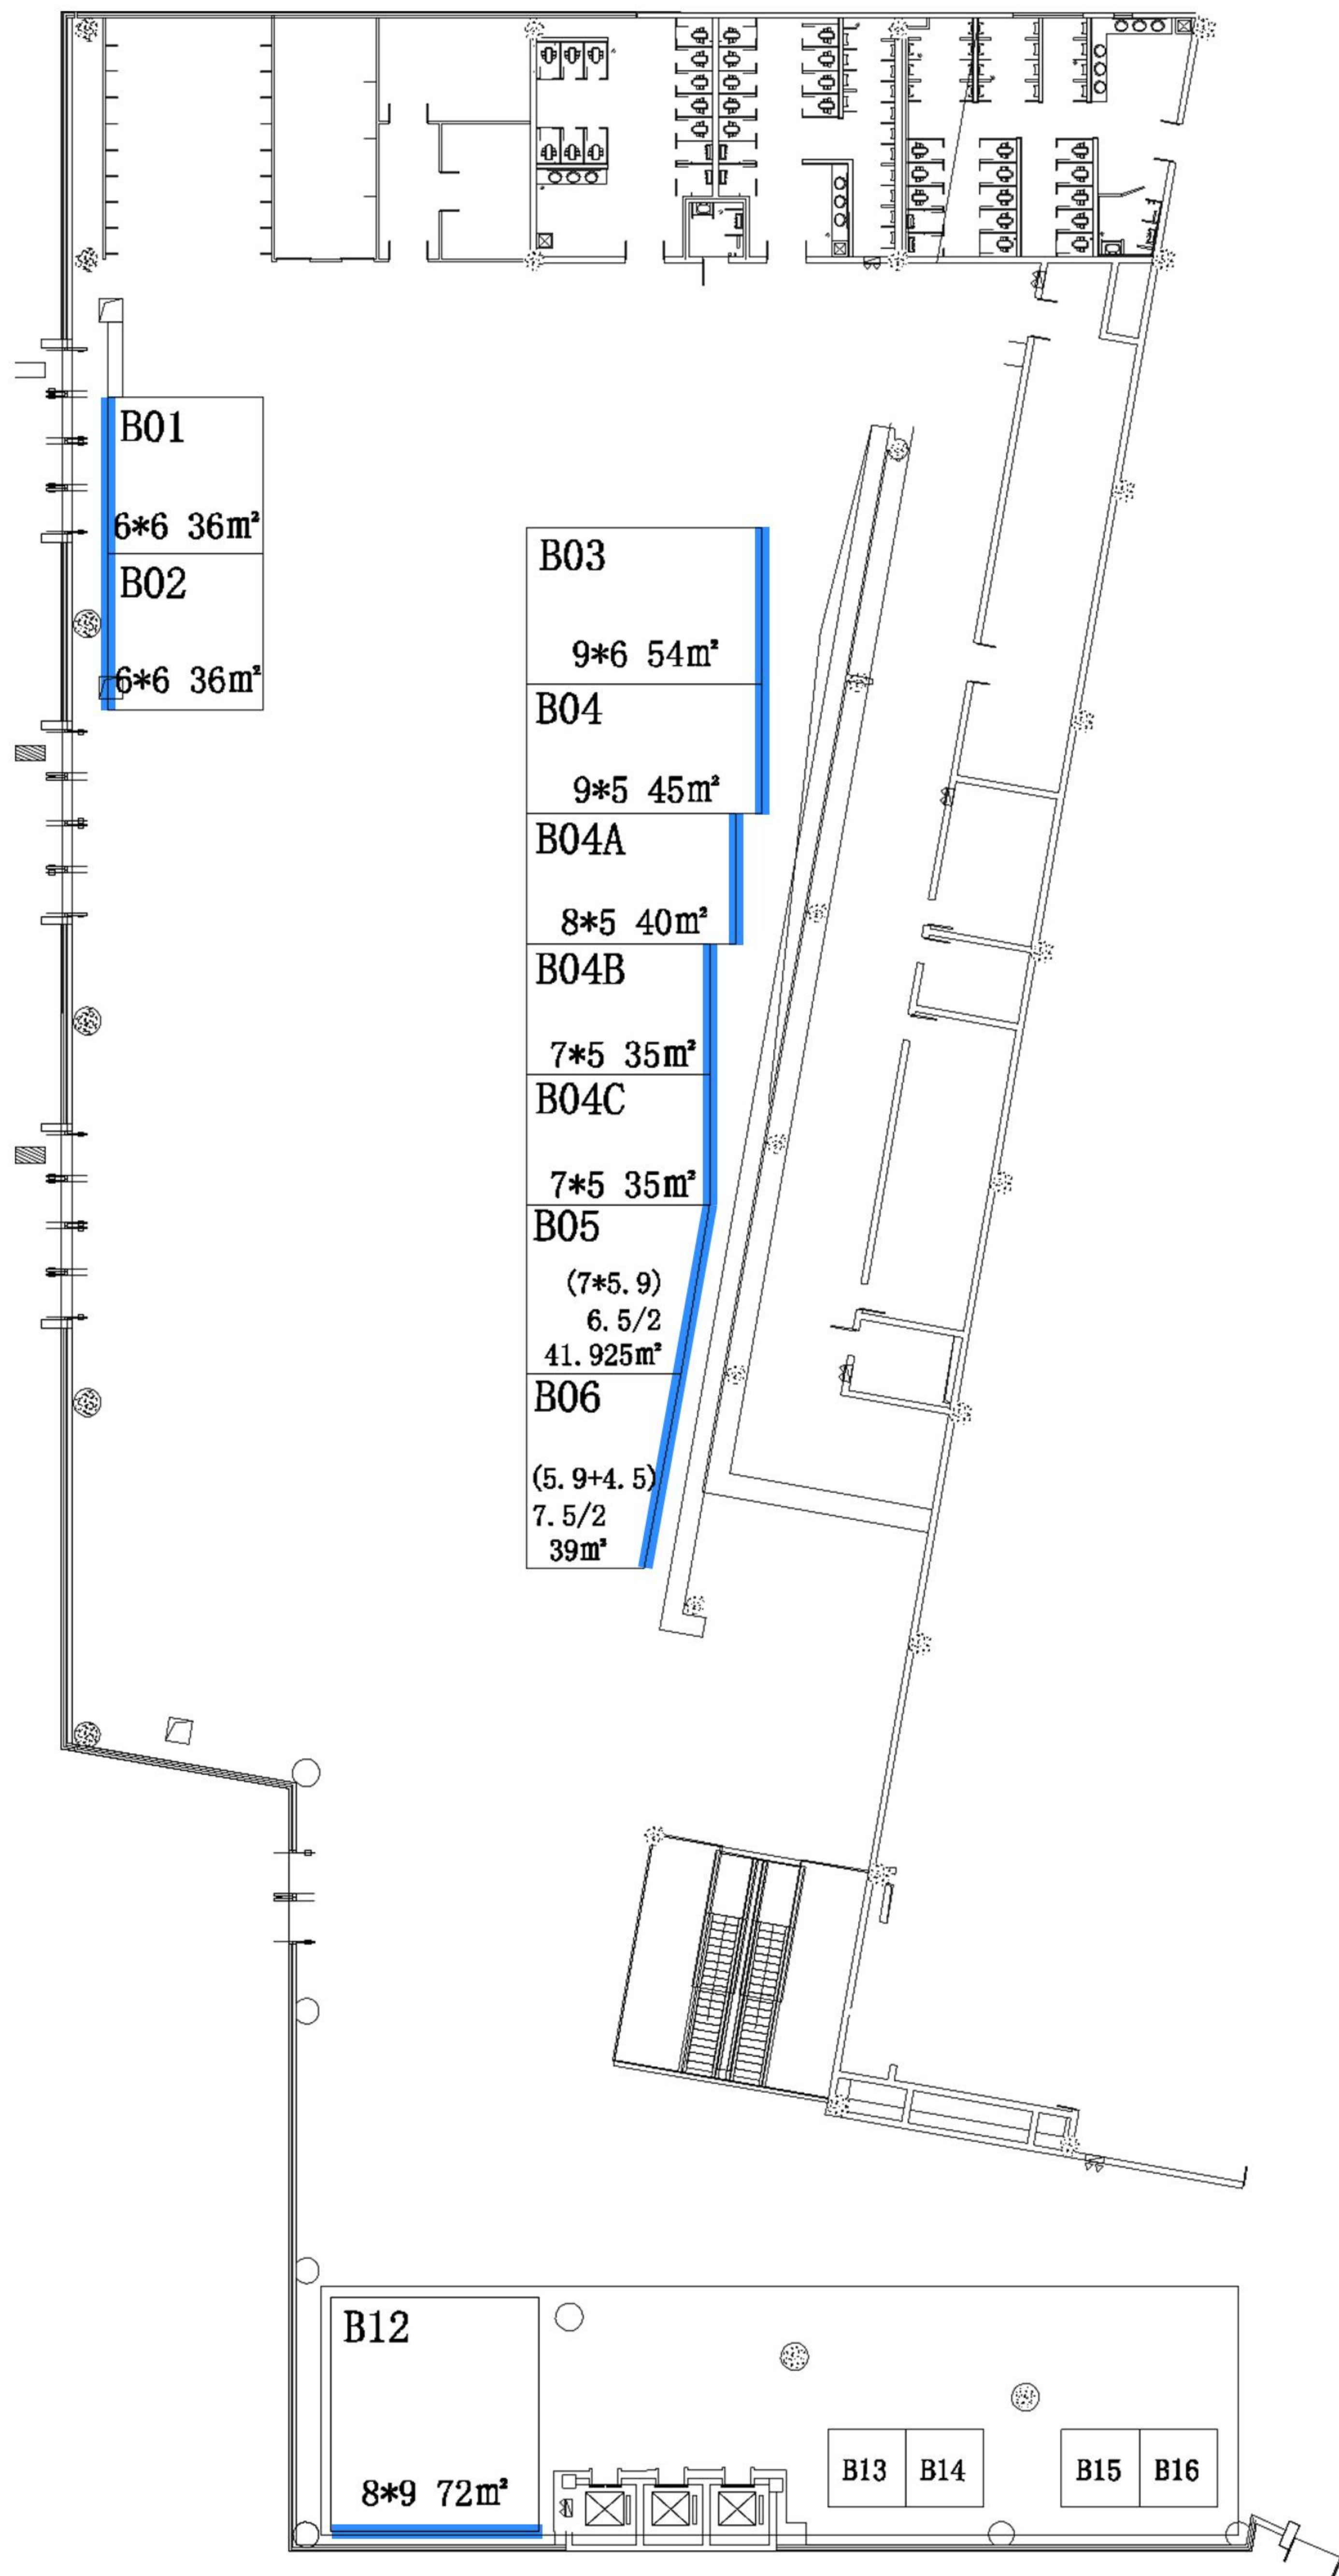 B01
6*6 36m²
B02
6*6 36m²
B03
9*6 54m²
B04
9*5 45m²
B04A
8*5 40m²
B04B
7*5 35m²
B04C
7*5 35m²
B05
(7*5.9)
6.5/2
41.925m²
B06
(5.9+4.5)
7.5/2
39m²
B12
8*9 72m²
B13 B14 B15 B16